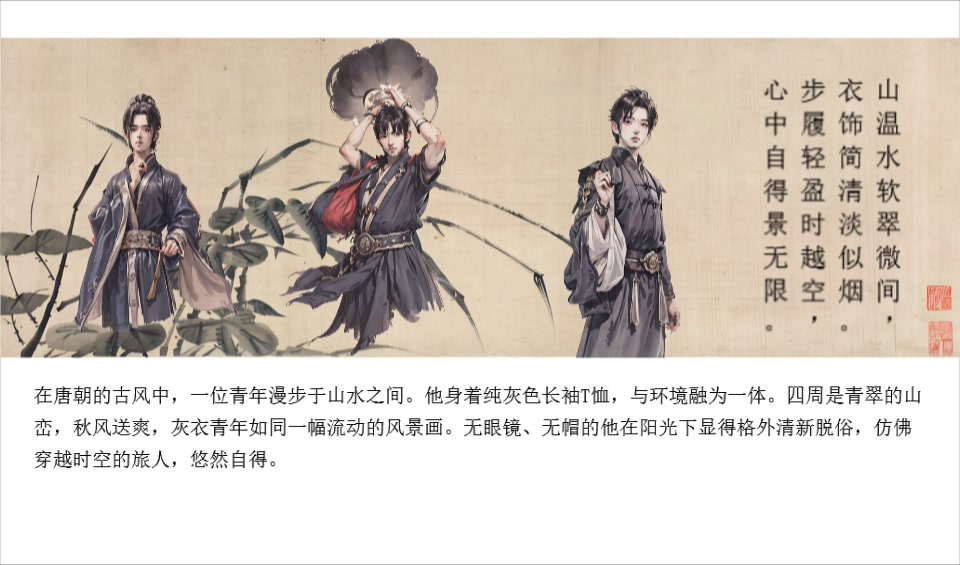 山温水软翠微间，
衣饰简清淡似烟。
步履轻盈时越空，
心中自得景无限。
在唐朝的古风中，一位青年漫步于山水之间。他身着纯灰色长袖T恤，与环境融为一体。四周是青翠的山
峦，秋风送爽，灰衣青年如同一幅流动的风景画。无眼镜、无帽的他在阳光下显得格外清新脱俗，仿佛
穿越时空的旅人，悠然自得。